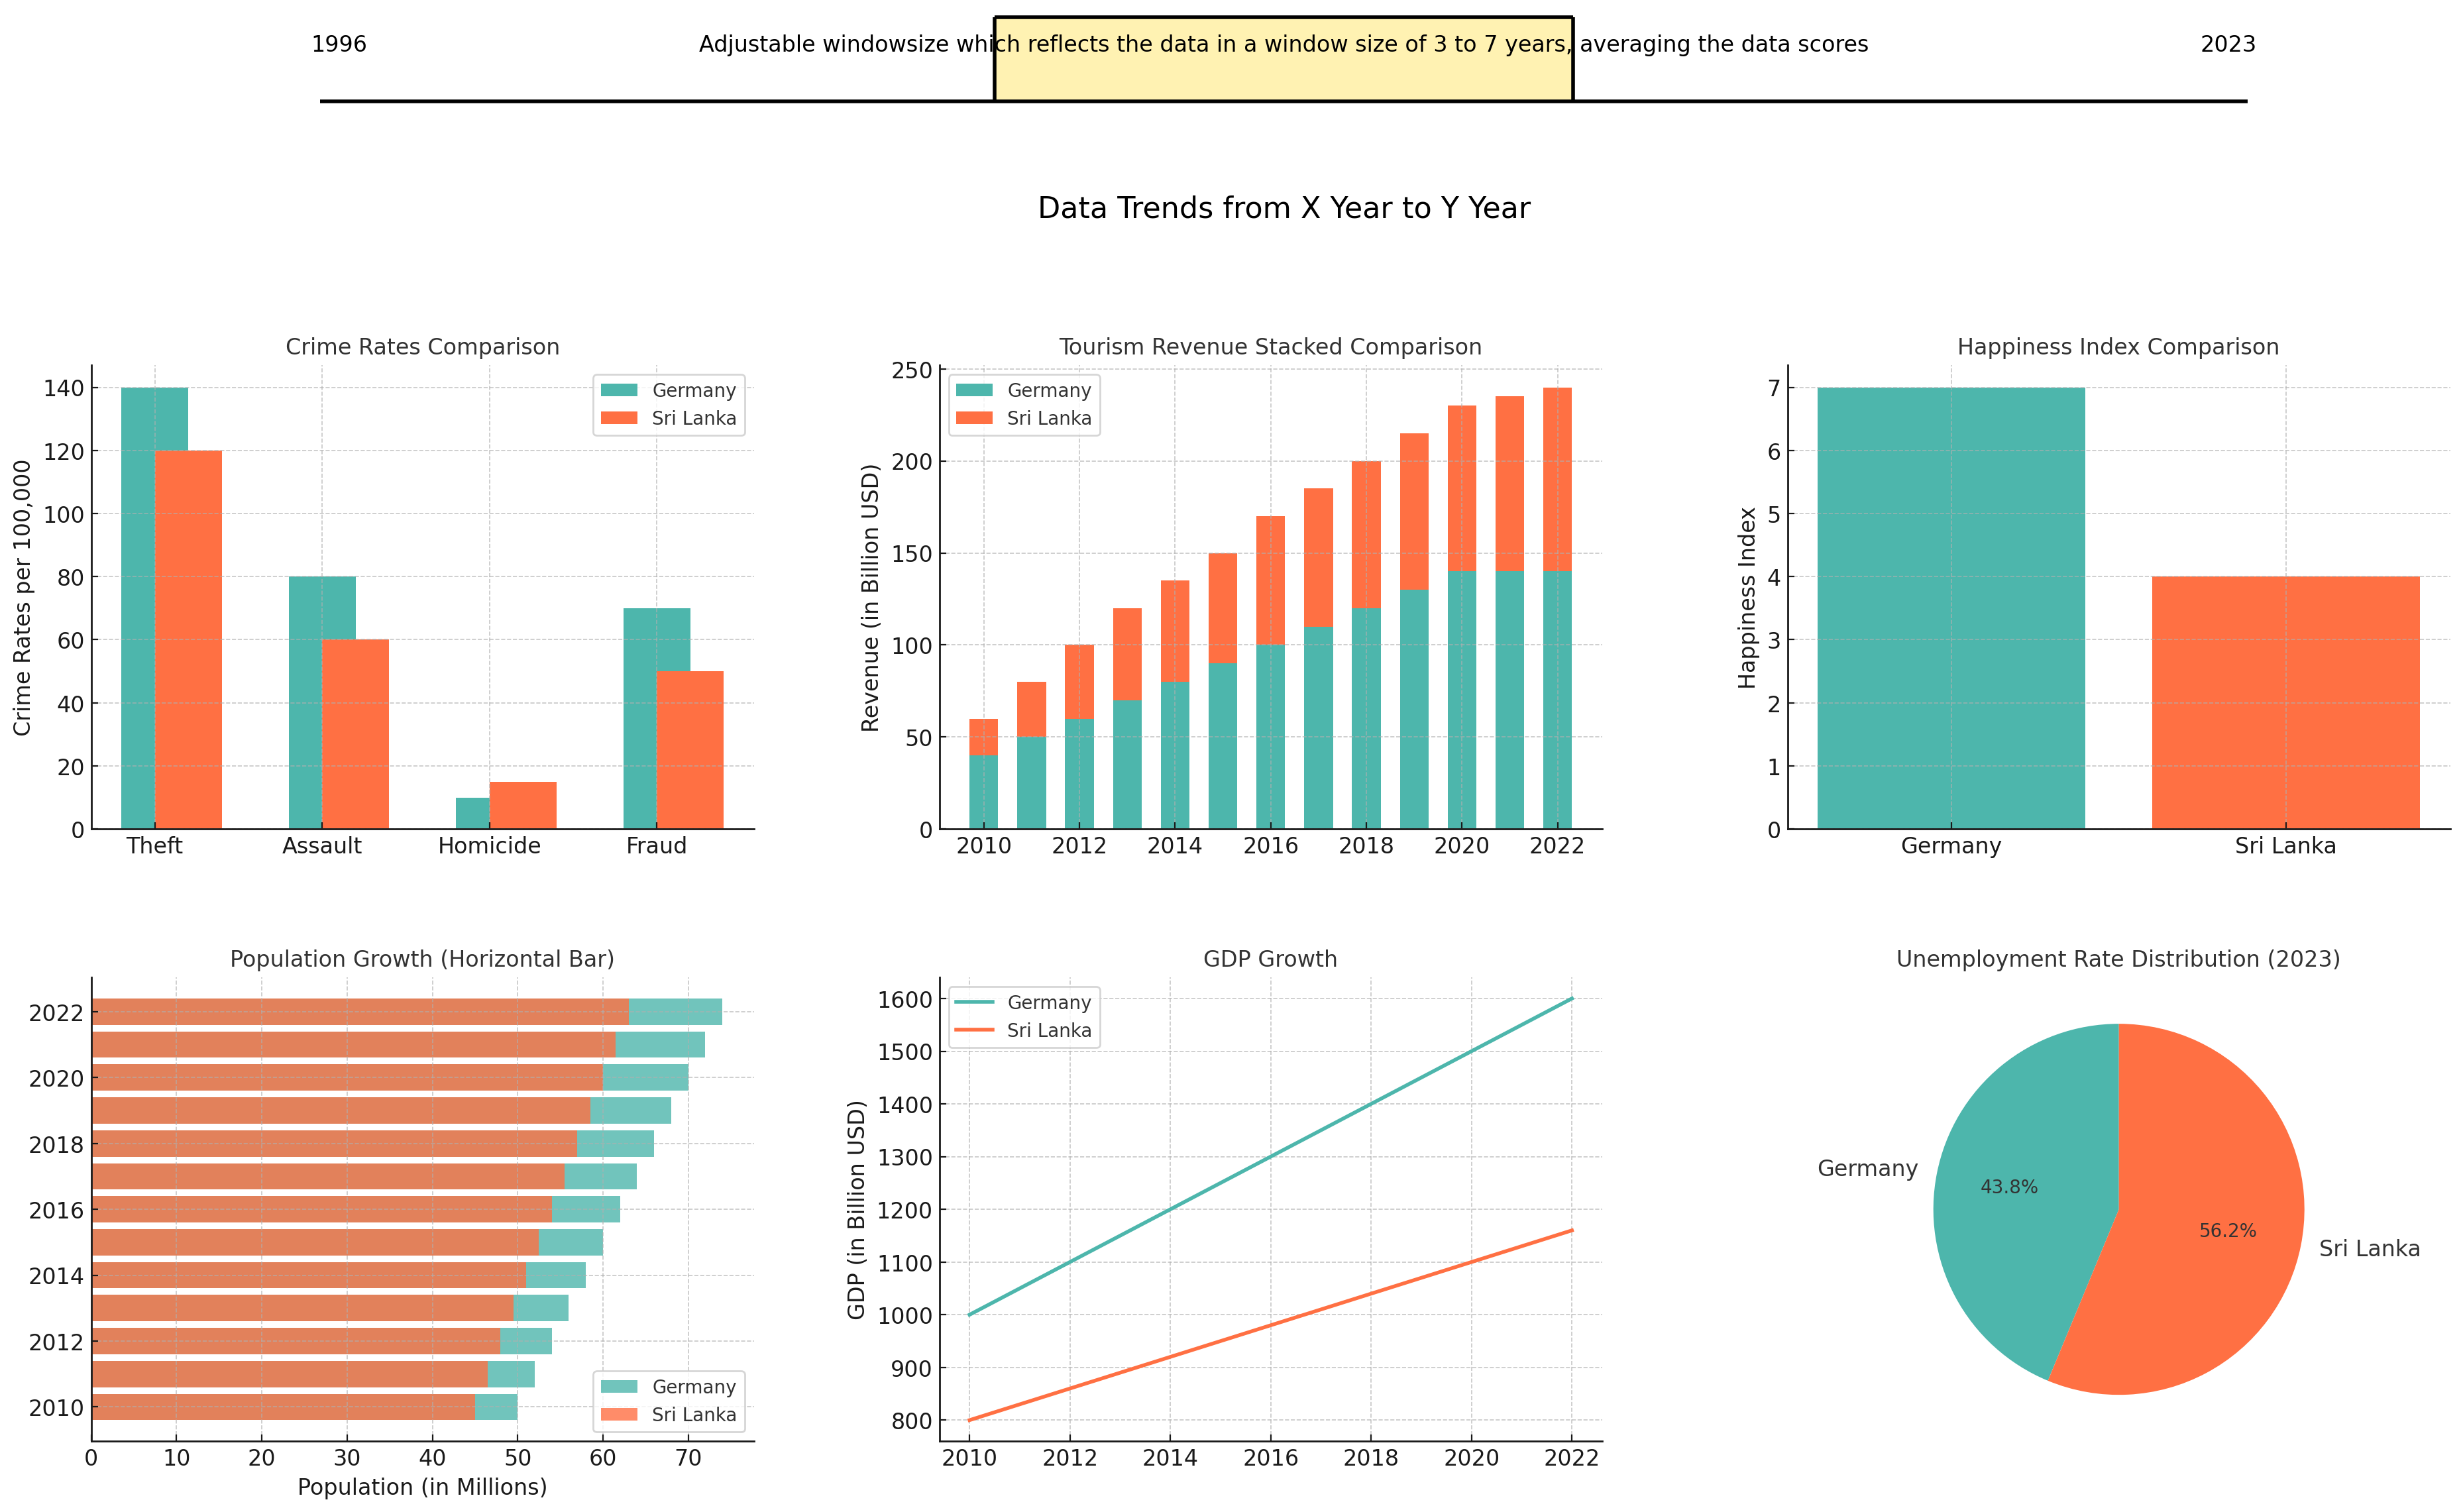 1996 Adjustable windowsize which reflects the data in a window size of 3 to 7 years, averaging the data scores 2023
Data Trends from X Year to Y Year
Crime Rates Comparison
Crime Rates per 100,000
140
120
100
80
60
40
20
0
Theft Assault Homicide Fraud
Germany
Sri Lanka
Tourism Revenue Stacked Comparison
Revenue (in Billion USD)
250
200
150
100
50
0
2010 2012 2014 2016 2018 2020 2022
Germany
Sri Lanka
Happiness Index Comparison
Happiness Index
7
6
5
4
3
2
1
0
Germany Sri Lanka
Population Growth (Horizontal Bar)
2022
2020
2018
2016
2014
2012
2010
0 10 20 30 40 50 60 70
Population (in Millions)
Germany
Sri Lanka
GDP Growth
GDP (in Billion USD)
1600
1500
1400
1300
1200
1100
1000
900
800
2010 2012 2014 2016 2018 2020 2022
Germany
Sri Lanka
Unemployment Rate Distribution (2023)
Germany
43.8%
56.2%
Sri Lanka